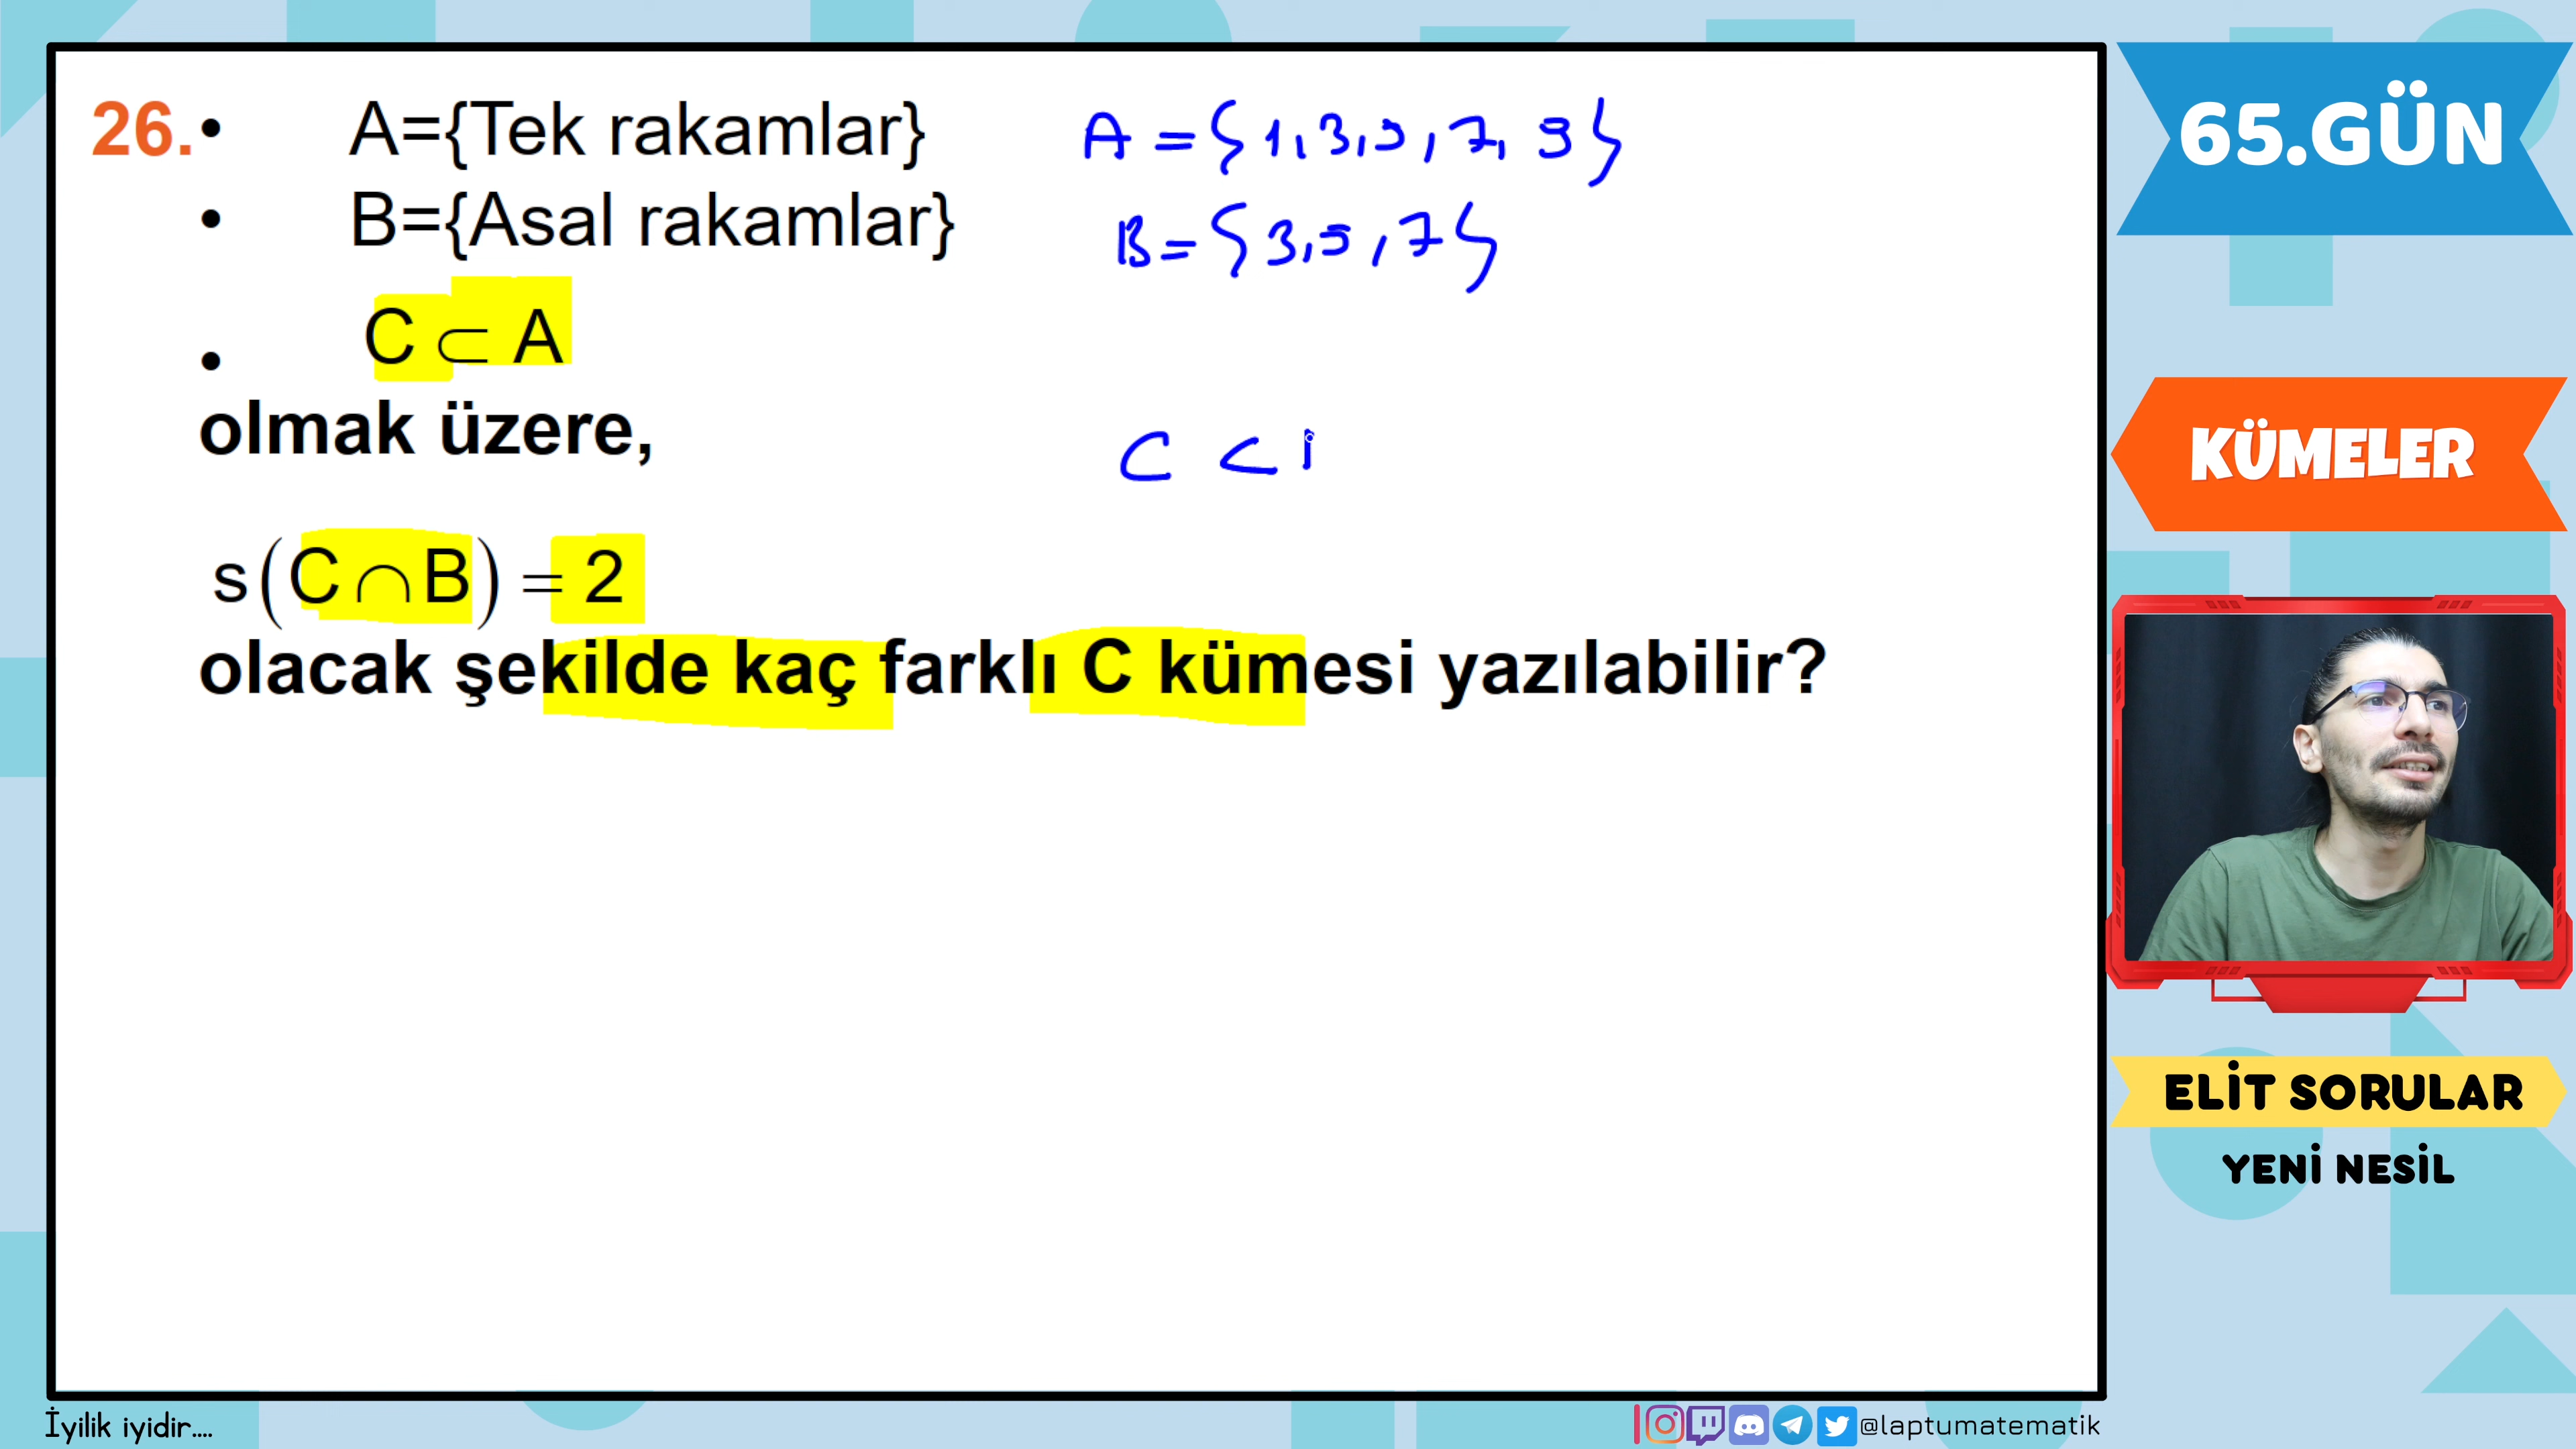 26. • A={Tek rakamlar}
A = {1,3,5,7,9}
• B={Asal rakamlar}
B = {3,5,7}
• C ⊂ A
olmak üzere,
C ⊂
s(C∩B) = 2
olacak şekilde kaç farklı C kümesi yazılabilir?
65.GÜN
KÜMELER
ELİT SORULAR
YENİ NESİL
İyilik iyidir....
@laptumatematik